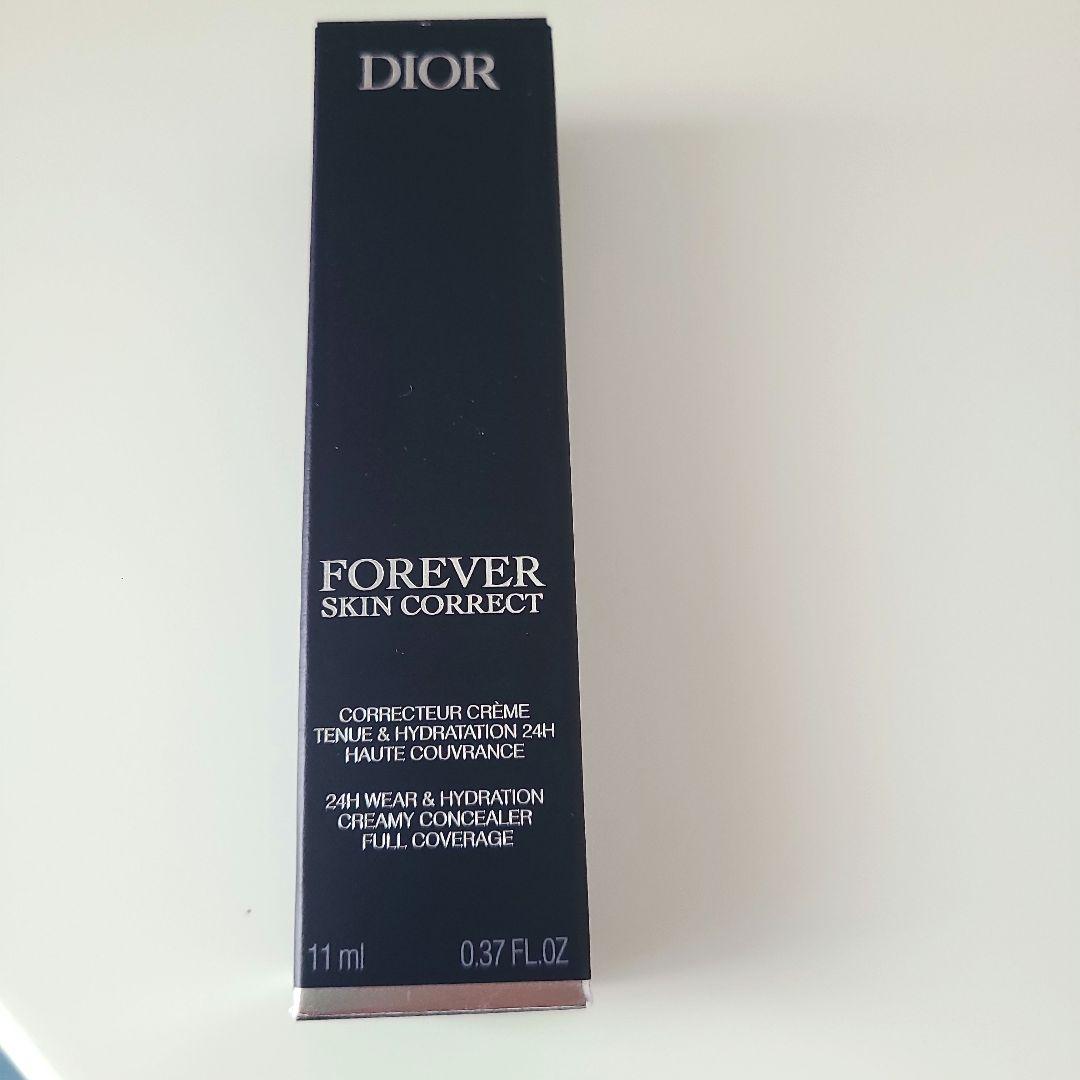 DIOR
FOREVER
SKIN CORRECT
CORRECTEUR CRÈME
TENUE & HYDRATATION 24H
HAUTE COUVRANCE
24H WEAR & HYDRATION
CREAMY CONCEALER
FULL COVERAGE
11 ml 0.37 FL.OZ